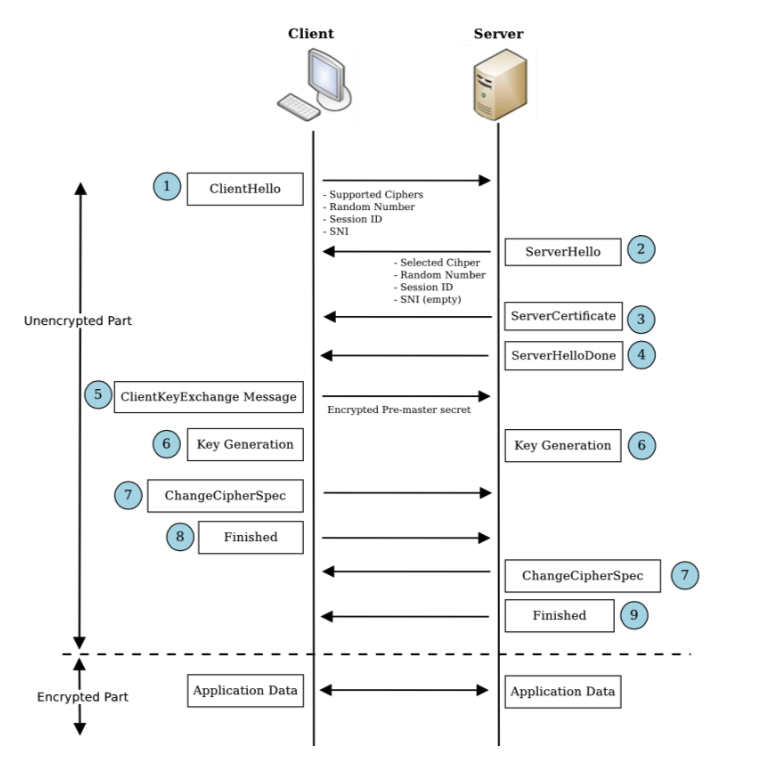 Client
Server
1
ClientHello
- Supported Ciphers
- Random Number
- Session ID
- SNI
ServerHello
2
- Selected Cihper
- Random Number
- Session ID
- SNI (empty)
Unencrypted Part
ServerCertificate
3
ServerHelloDone
4
5
ClientKeyExchange Message
Encrypted Pre-master secret
6
Key Generation
Key Generation
6
7
ChangeCipherSpec
8
Finished
ChangeCipherSpec
7
Finished
9
Encrypted Part
Application Data
Application Data